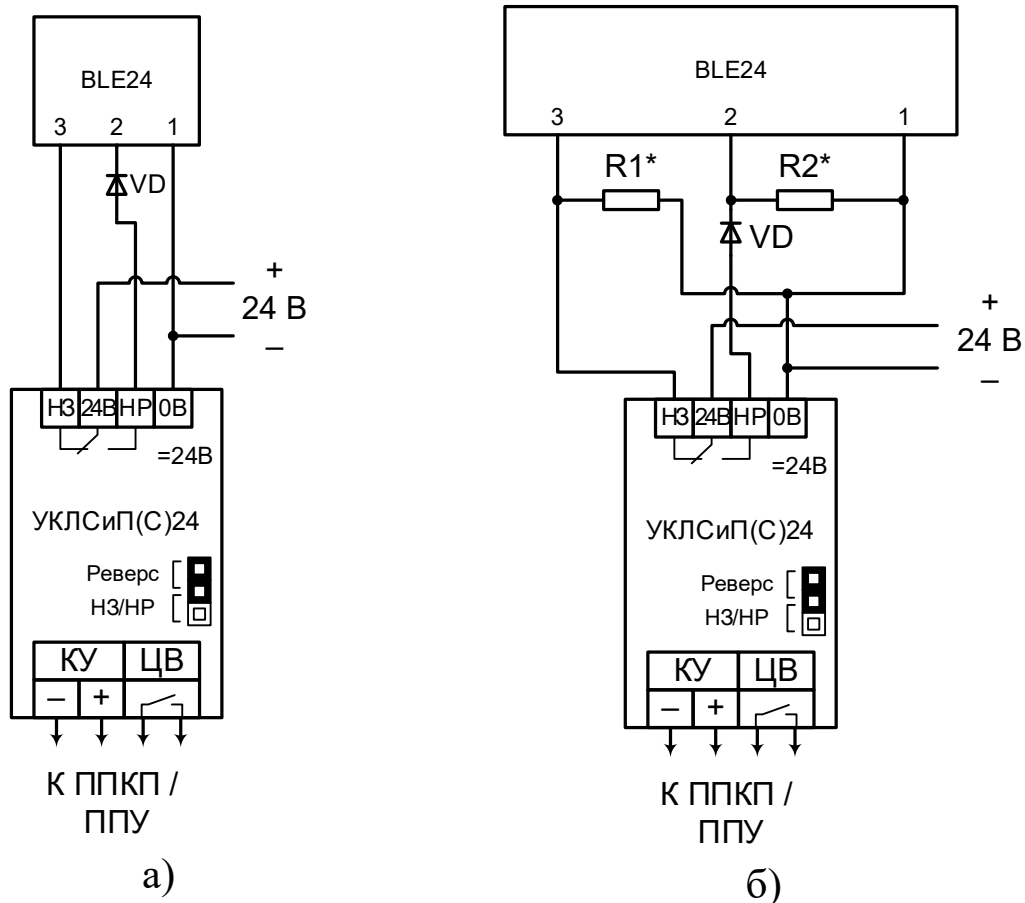 BLE24
3 2 1
VD
+
24 В
–
НЗ 24В НР 0В
=24В
УКЛСиП(С)24
Реверс
НЗ/НР
КУ ЦВ
– +
К ППКП /
ППУ
а)
BLE24
3 2 1
R1* R2*
VD
+
24 В
–
НЗ 24В НР 0В
=24В
УКЛСиП(С)24
Реверс
НЗ/НР
КУ ЦВ
– +
К ППКП /
ППУ
б)